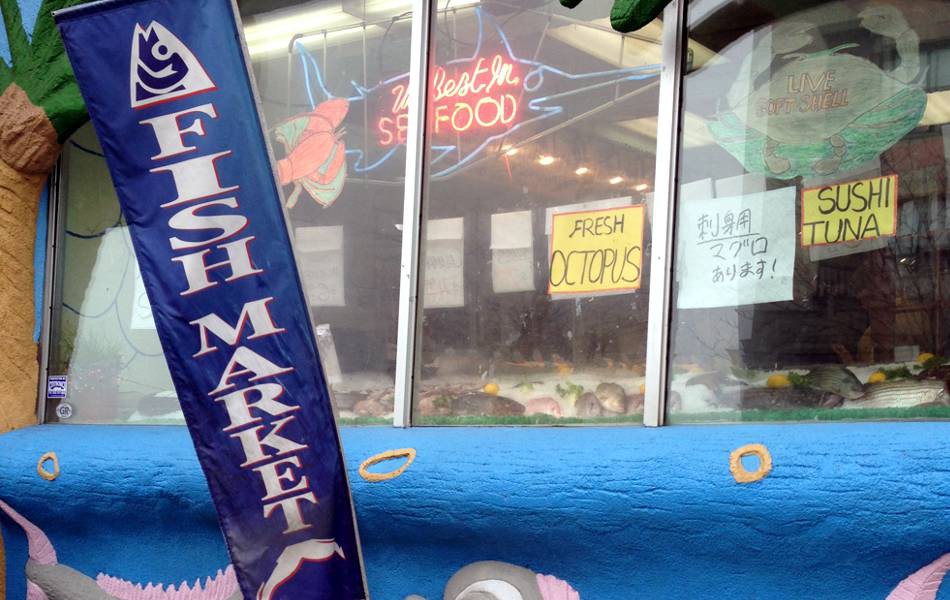 FISH MARKET
Best In
SEAFOOD
LIVE
SOFT SHELL
FRESH
OCTOPUS
刺身用
マグロ
あります!
SUSHI
TUNA